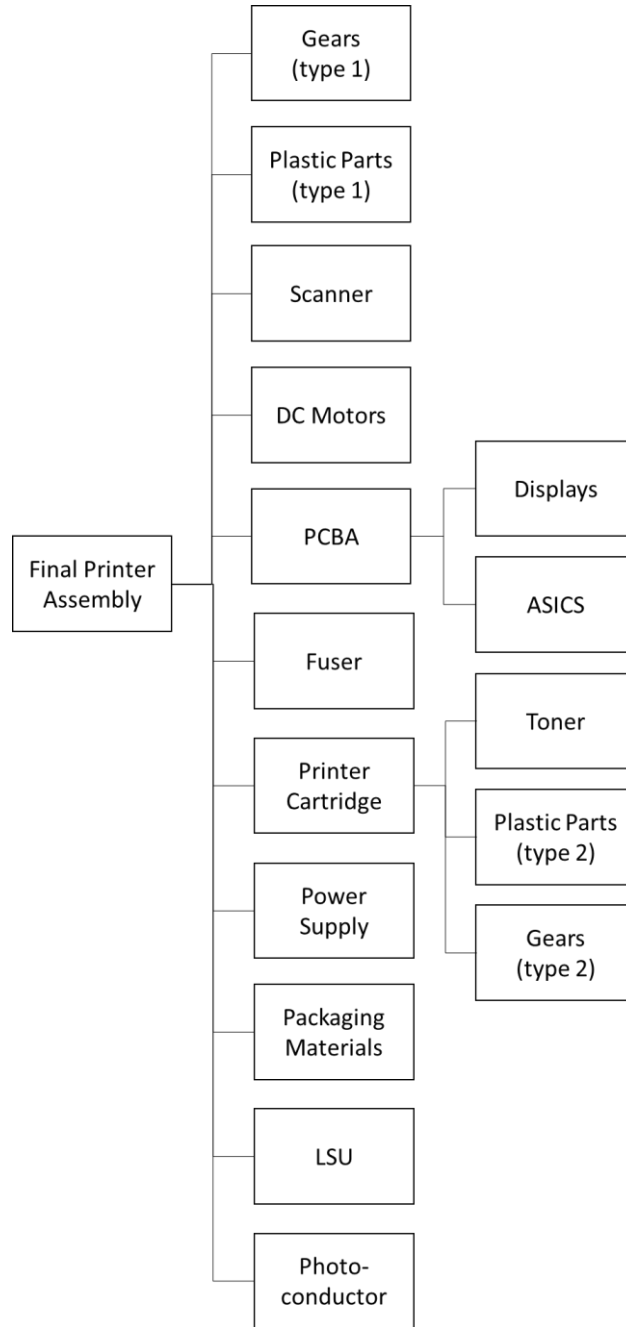 Gears
(type 1)
Plastic Parts
(type 1)
Scanner
DC Motors
PCBA
Displays
ASICS
Final Printer
Assembly
Fuser
Printer
Cartridge
Toner
Plastic Parts
(type 2)
Gears
(type 2)
Power
Supply
Packaging
Materials
LSU
Photo-
conductor